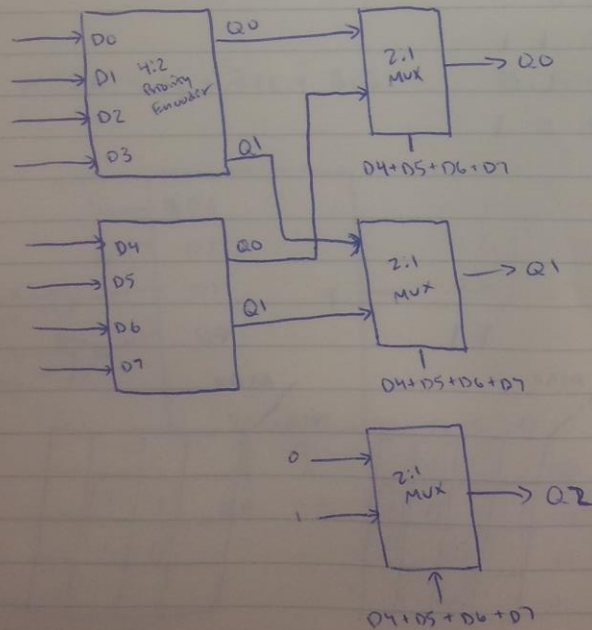 D0
D1
D2
D3
4:2
Priority
Encoder
Q0
Q1
2:1
MUX
Q0
D4+D5+D6+D7
D4
D5
D6
D7
Q0
Q1
2:1
MUX
Q1
D4+D5+D6+D7
0
1
2:1
MUX
Q2
D4+D5+D6+D7